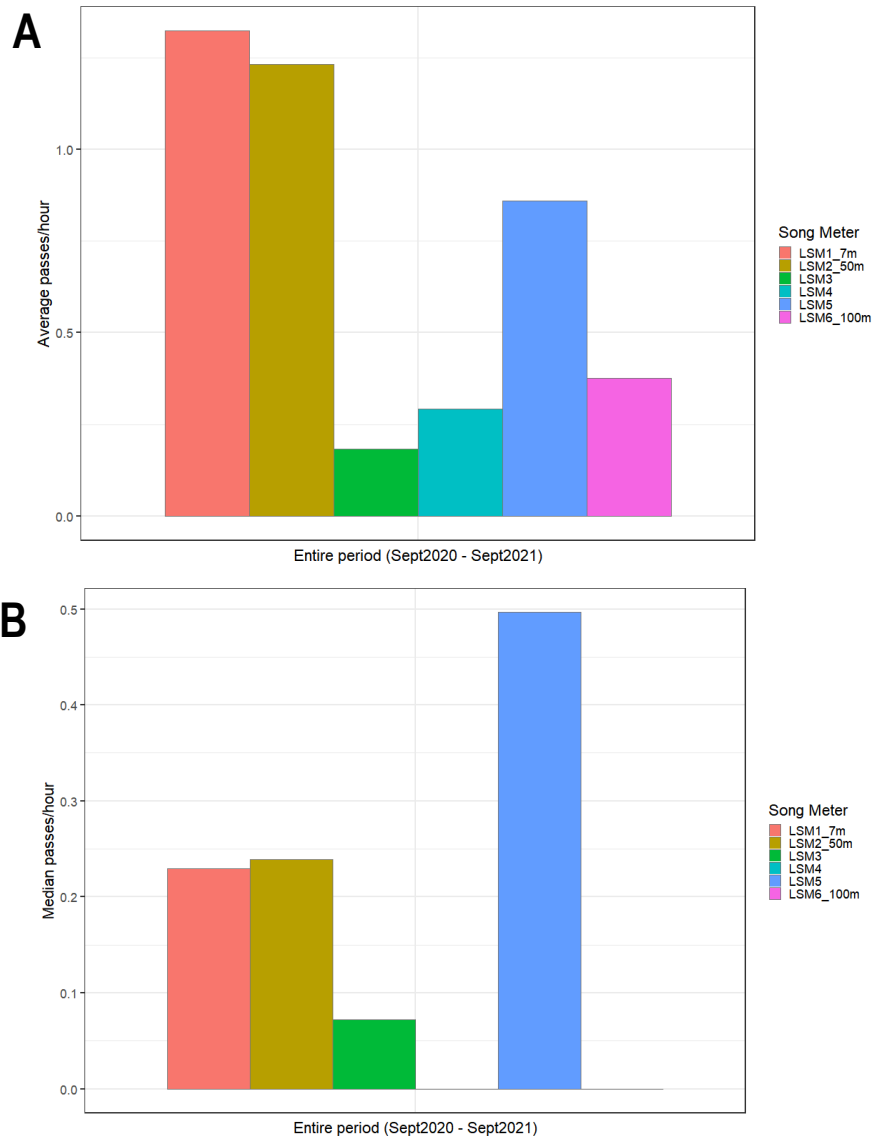 A
Average passes/hour
1.0
0.5
0.0
Entire period (Sept2020 - Sept2021)
Song Meter
LSM1_7m
LSM2_50m
LSM3
LSM4
LSM5
LSM6_100m
B
Median passes/hour
0.5
0.4
0.3
0.2
0.1
0.0
Entire period (Sept2020 - Sept2021)
Song Meter
LSM1_7m
LSM2_50m
LSM3
LSM4
LSM5
LSM6_100m